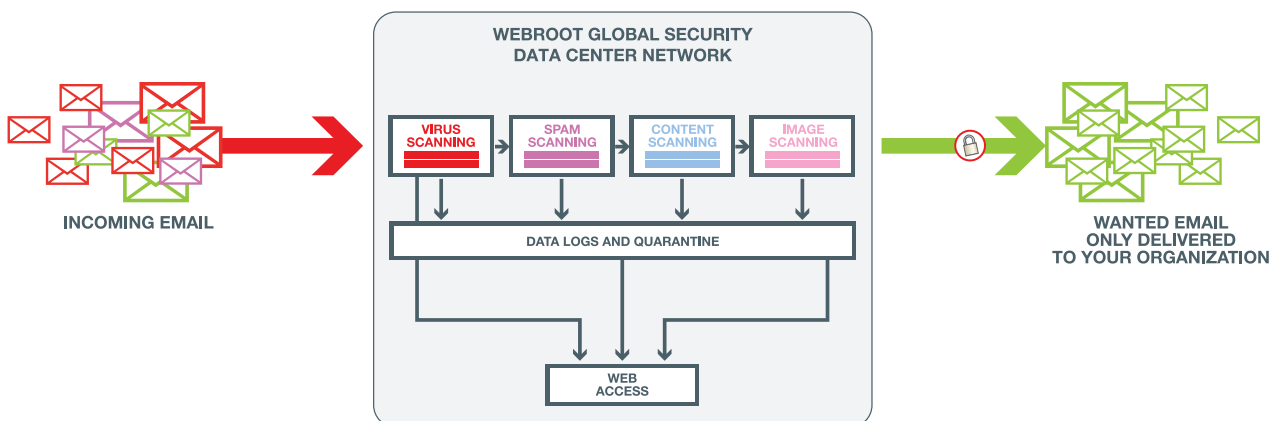 WEBROOT GLOBAL SECURITY
DATA CENTER NETWORK
VIRUS
SCANNING
SPAM
SCANNING
CONTENT
SCANNING
IMAGE
SCANNING
INCOMING EMAIL
DATA LOGS AND QUARANTINE
WANTED EMAIL
ONLY DELIVERED
TO YOUR ORGANIZATION
WEB
ACCESS